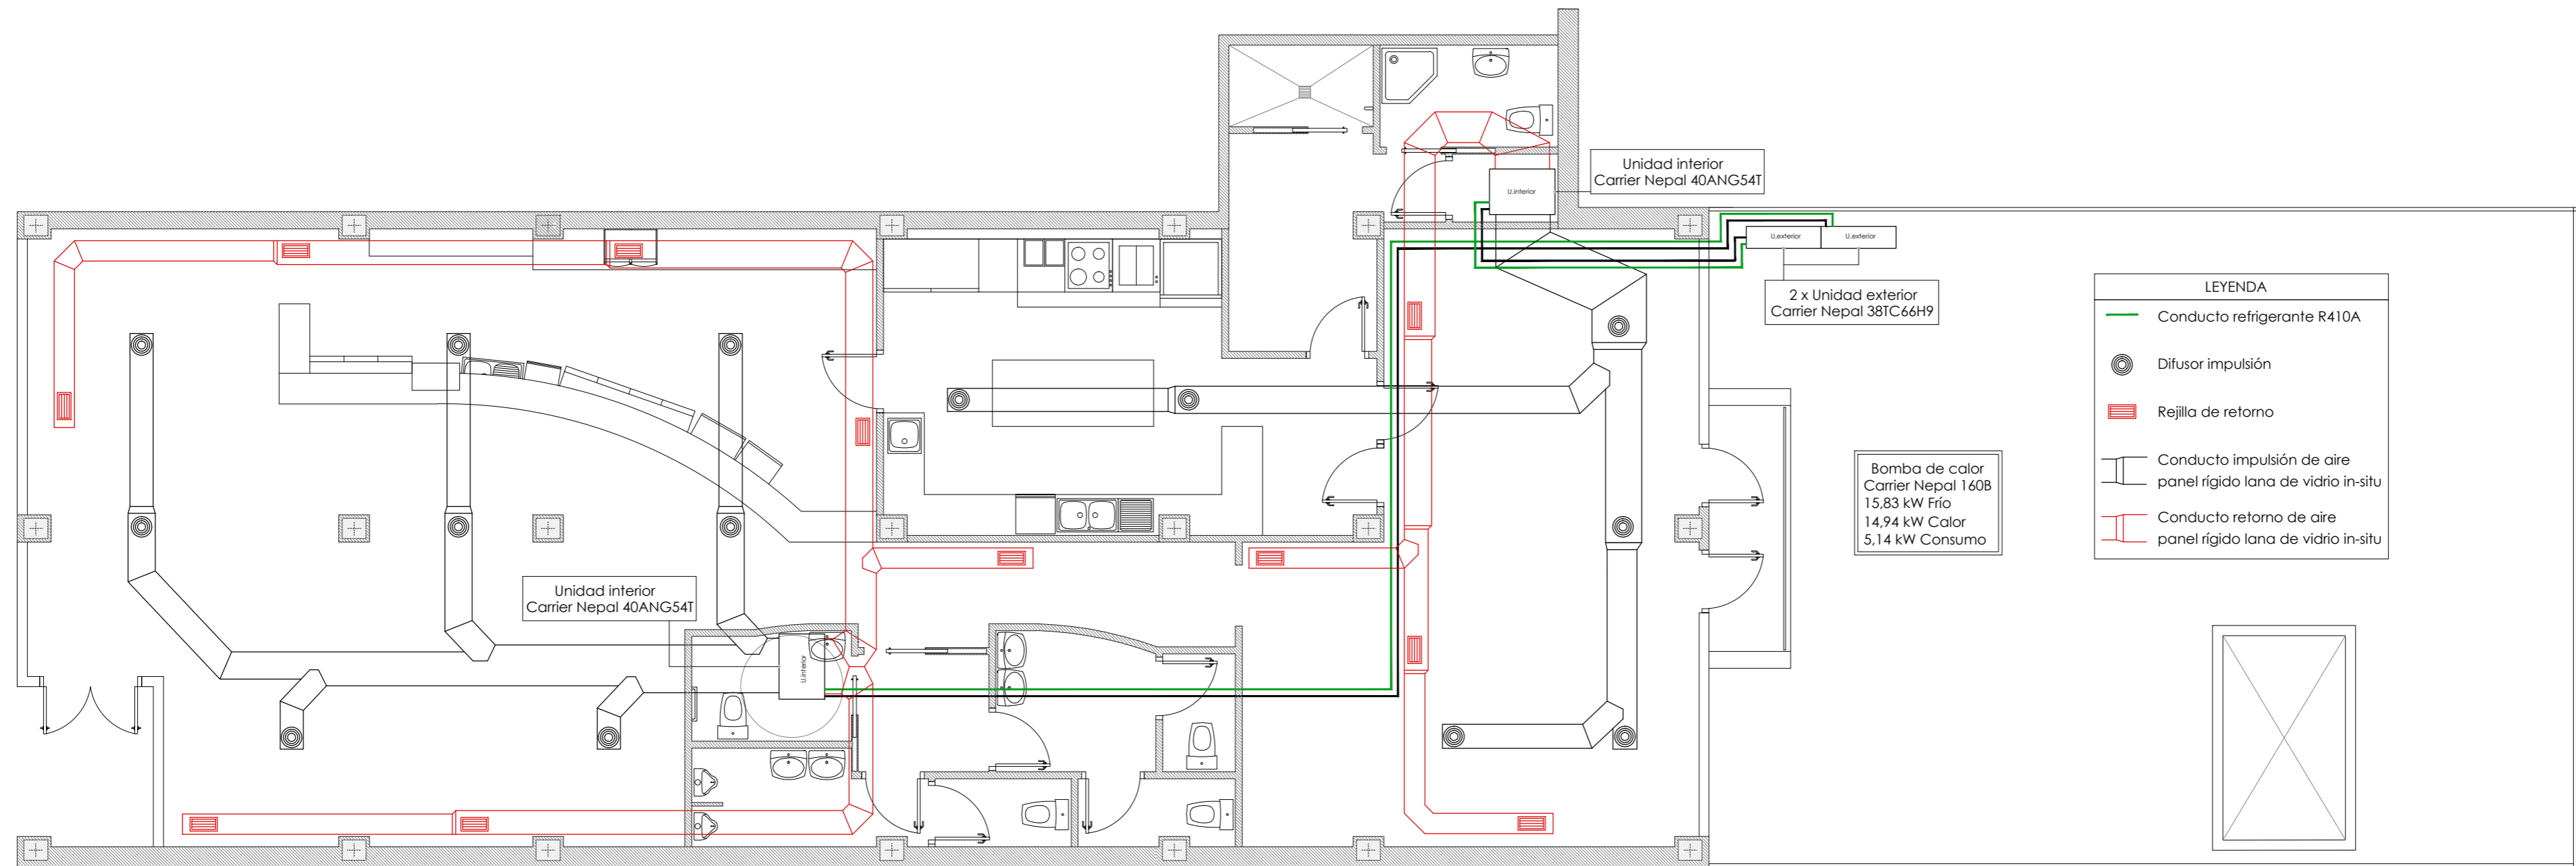 Unidad interior
Carrier Nepal 40ANG54T
U.interior
U.exterior
U.exterior
2 x Unidad exterior
Carrier Nepal 38TC66H9
LEYENDA
Conducto refrigerante R410A
Difusor impulsión
Rejilla de retorno
Conducto impulsión de aire
panel rígido lana de vidrio in-situ
Conducto retorno de aire
panel rígido lana de vidrio in-situ
Bomba de calor
Carrier Nepal 160B
15,83 kW Frío
14,94 kW Calor
5,14 kW Consumo
Unidad interior
Carrier Nepal 40ANG54T
U.interior